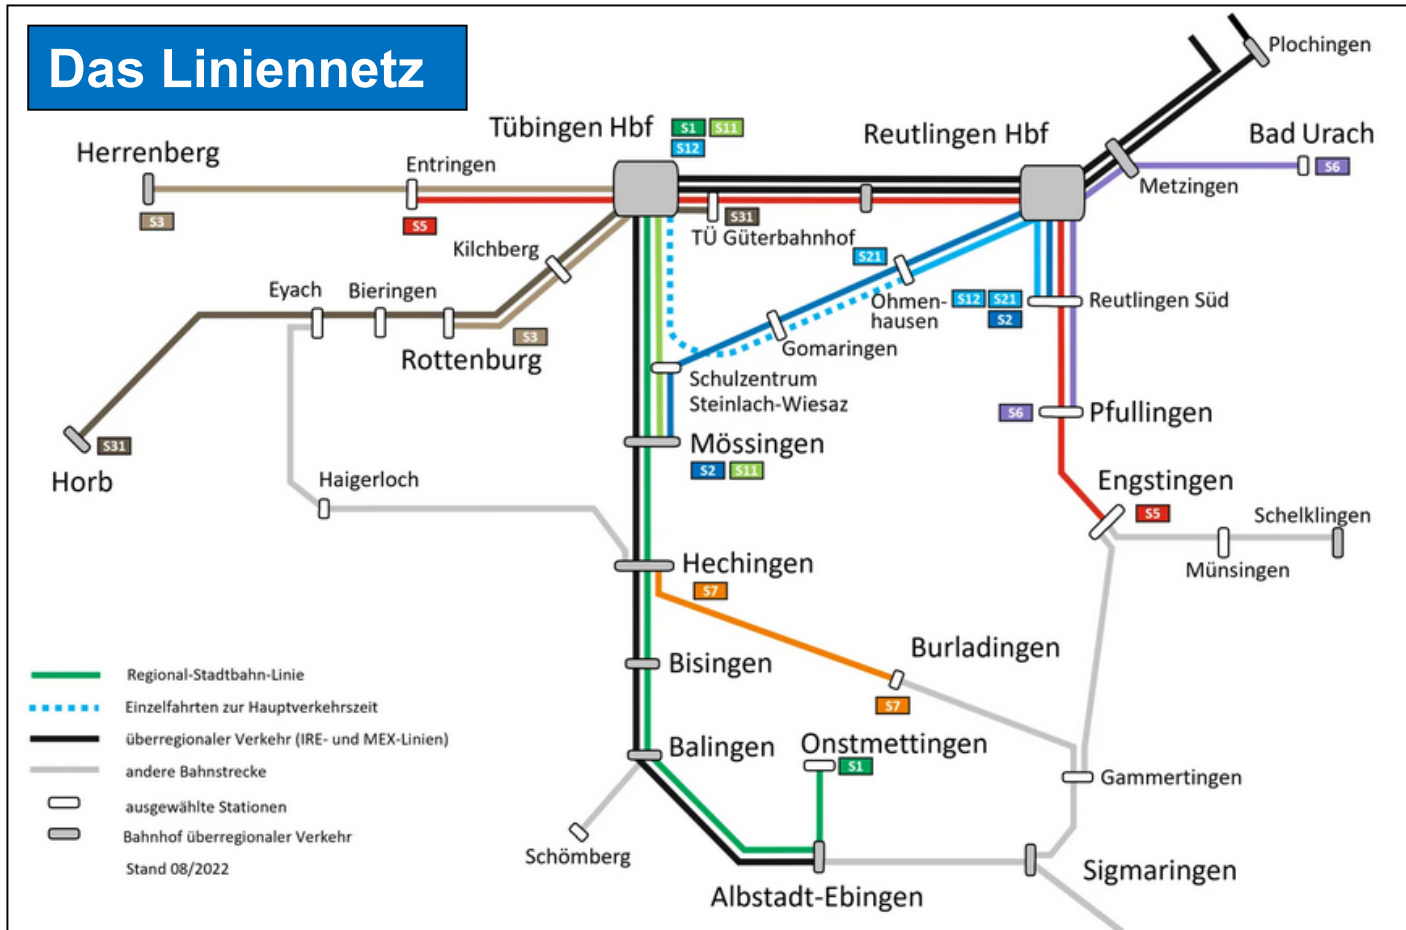 Das Liniennetz
Plochingen
Tübingen Hbf
S1
S11
S12
Reutlingen Hbf
Bad Urach
S6
Herrenberg
S3
Entringen
S5
Metzingen
S31
TÜ Güterbahnhof
Kilchberg
S21
Eyach
Bieringen
Ohmen-
hausen
S12
S21
S2
Reutlingen Süd
S3
Rottenburg
Gomaringen
Schulzentrum
Steinlach-Wiesaz
S6
Pfullingen
S31
Horb
Mössingen
S2
S11
Haigerloch
Engstingen
S5
Schelklingen
Münsingen
Hechingen
S7
Burladingen
S7
Bisingen
Balingen
Onstmettingen
S1
Gammertingen
Schömberg
Albstadt-Ebingen
Sigmaringen
Regional-Stadtbahn-Linie
Einzelfahrten zur Hauptverkehrszeit
überregionaler Verkehr (IRE- und MEX-Linien)
andere Bahnstrecke
ausgewählte Stationen
Bahnhof überregionaler Verkehr
Stand 08/2022